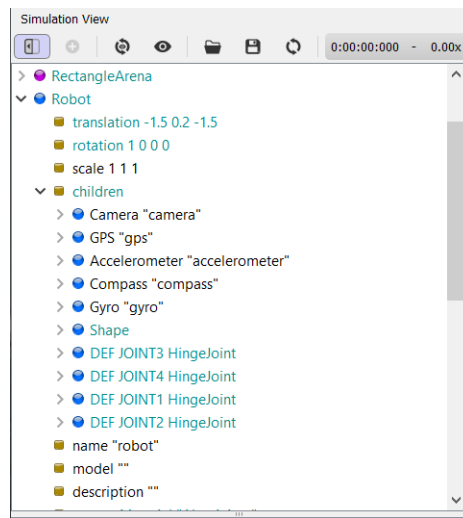 Simulation View
0:00:00:000 - 0.00x
RectangleArena
Robot
translation -1.5 0.2 -1.5
rotation 1 0 0 0
scale 1 1 1
children
Camera "camera"
GPS "gps"
Accelerometer "accelerometer"
Compass "compass"
Gyro "gyro"
Shape
DEF JOINT3 HingeJoint
DEF JOINT4 HingeJoint
DEF JOINT1 HingeJoint
DEF JOINT2 HingeJoint
name "robot"
model ""
description ""